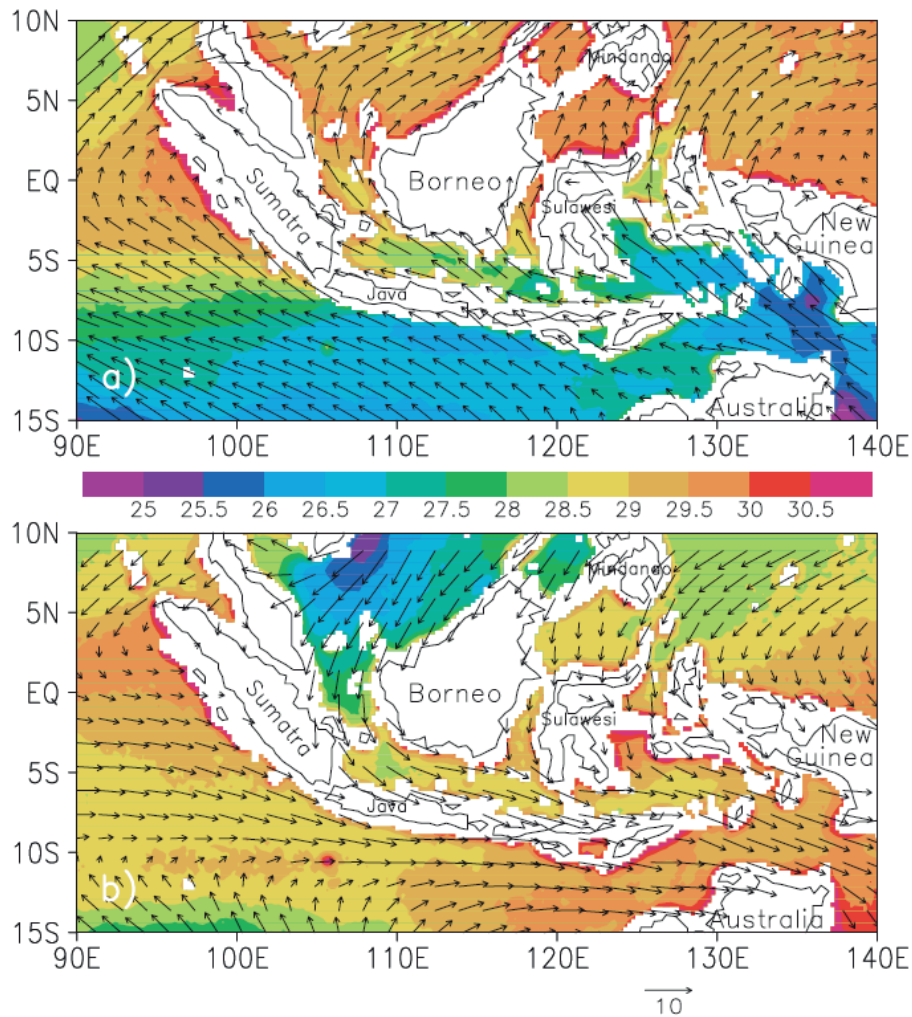 10N
5N
EQ
5S
10S
15S
Mindanao
Borneo
Sumatra
Sulawesi
New
Guinea
Java
a)
Australia
90E 100E 110E 120E 130E 140E
25 25.5 26 26.5 27 27.5 28 28.5 29 29.5 30 30.5
10N
5N
EQ
5S
10S
15S
Mindanao
Borneo
Sumatra
Sulawesi
New
Guinea
Java
b)
Australia
90E 100E 110E 120E 130E 140E
10